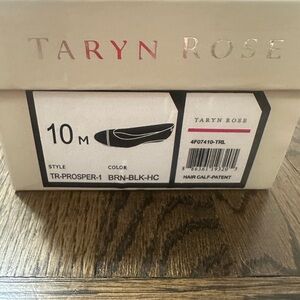 TARYN ROSE
10 M
TARYN ROSE
4F07410-TRL
STYLE
COLOR
TR-PROSPER-1
BRN-BLK-HC
HAIR CALF-PATENT